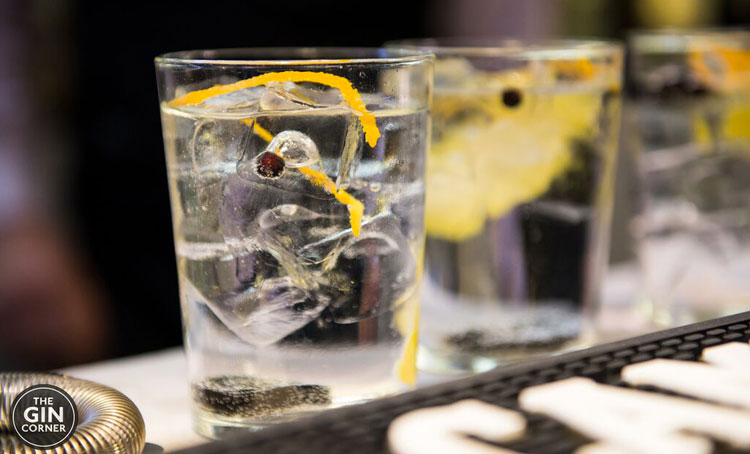 THE
GIN
CORNER